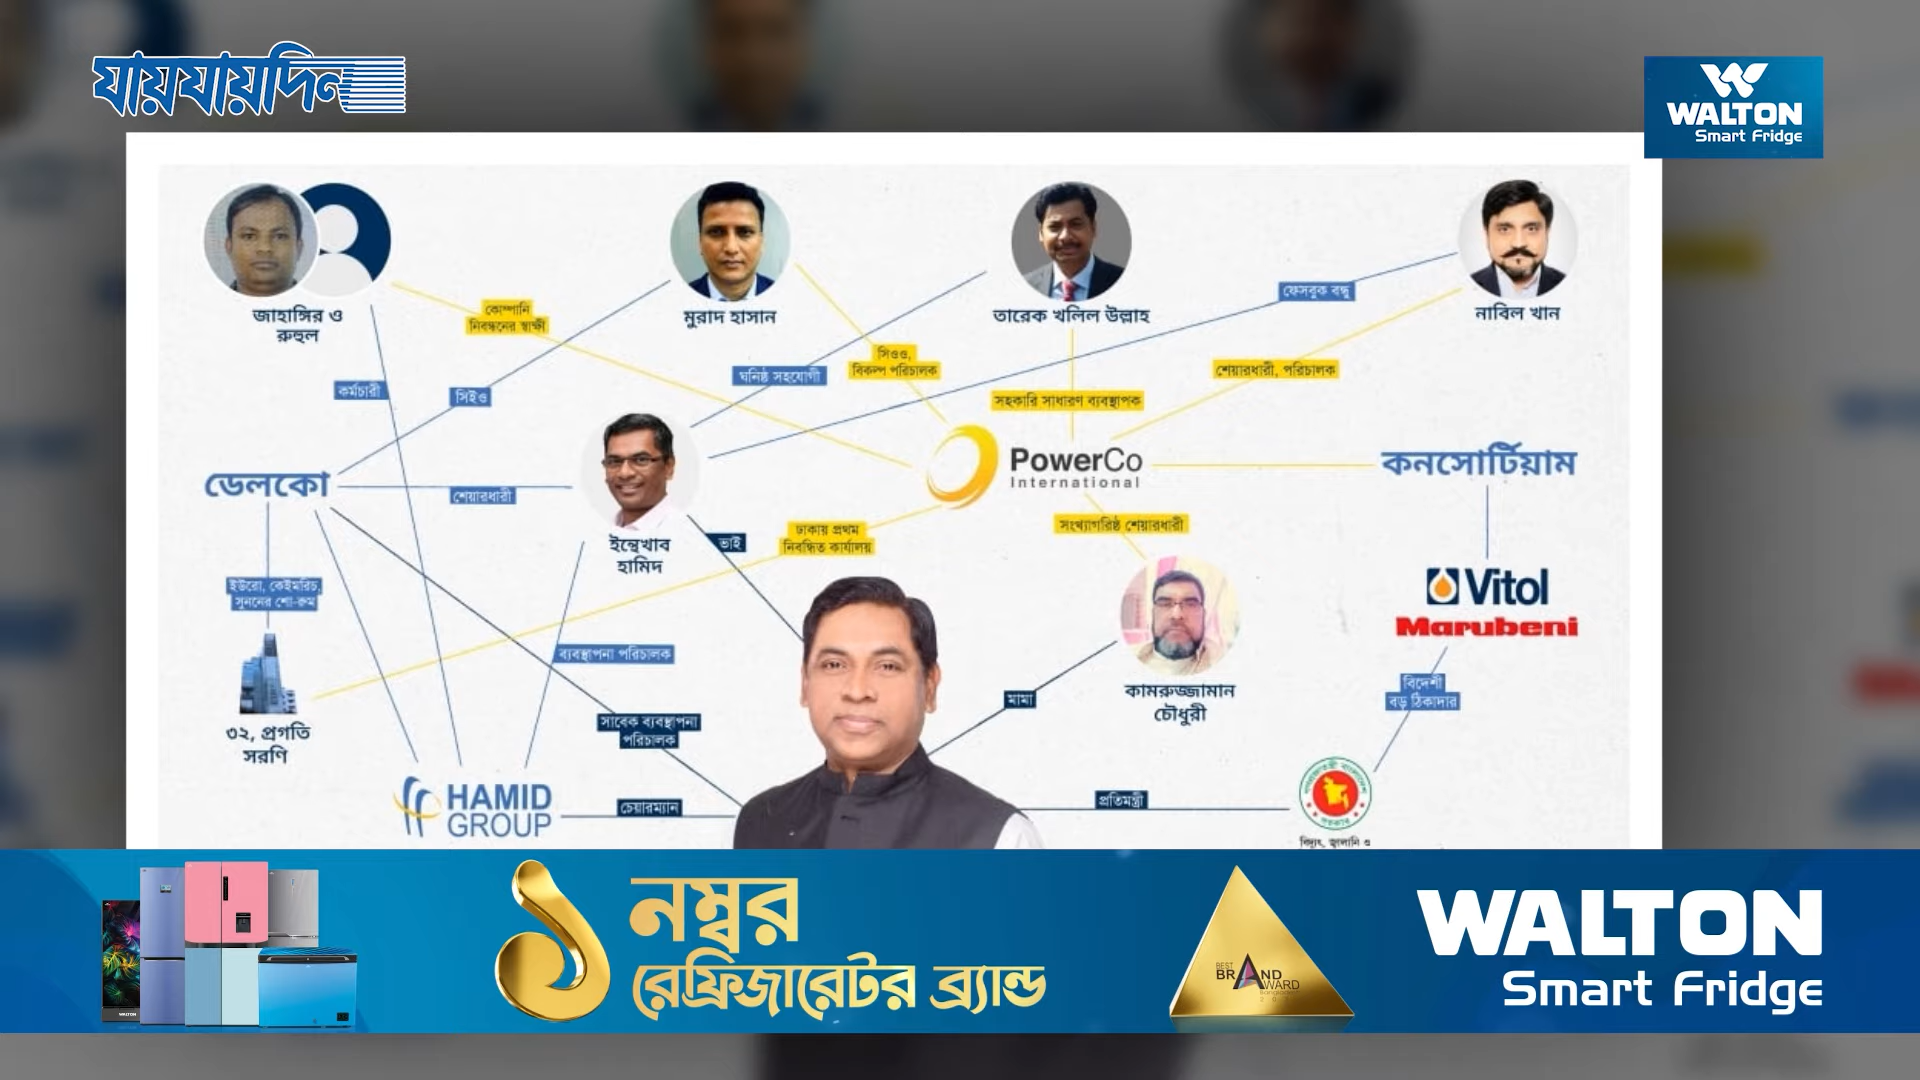 যায়যায়দিন
WALTON
Smart Fridge
জাহাঙ্গির ও
রুহুল
মুরাদ হাসান
তারেক খলিল উল্লাহ
নাবিল খান
কোম্পানি
নিবন্ধনের স্বাক্ষী
ফেসবুক বন্ধু
কর্মচারী
সিইও
ঘনিষ্ঠ সহযোগী
সিওও,
বিকল্প পরিচালক
শেয়ারধারী, পরিচালক
সহকারি সাধারণ ব্যবস্থাপক
ডেলকো
শেয়ারধারী
PowerCo
International
কনসোর্টিয়াম
ইন্তেখাব
হামিদ
ভাই
ঢাকায় প্রথম
নিবন্ধিত কার্যালয়
সংখ্যাগরিষ্ঠ শেয়ারধারী
ইউরো, কেইমরিচ,
সুননের শো-রুম
Vitol
Marubeni
ব্যবস্থাপনা পরিচালক
কামরুজ্জামান
চৌধুরী
মামা
বিদেশী
বড় ঠিকাদার
৩২, প্রগতি
সরণি
সাবেক ব্যবস্থাপনা
পরিচালক
HAMID
GROUP
চেয়ারম্যান
প্রতিমন্ত্রী
বিদ্যুৎ, জ্বালানি ও
১ নম্বর
রেফ্রিজারেটর ব্র্যান্ড
BEST
BRAND
AWARD
WALTON
Smart Fridge
WALTON